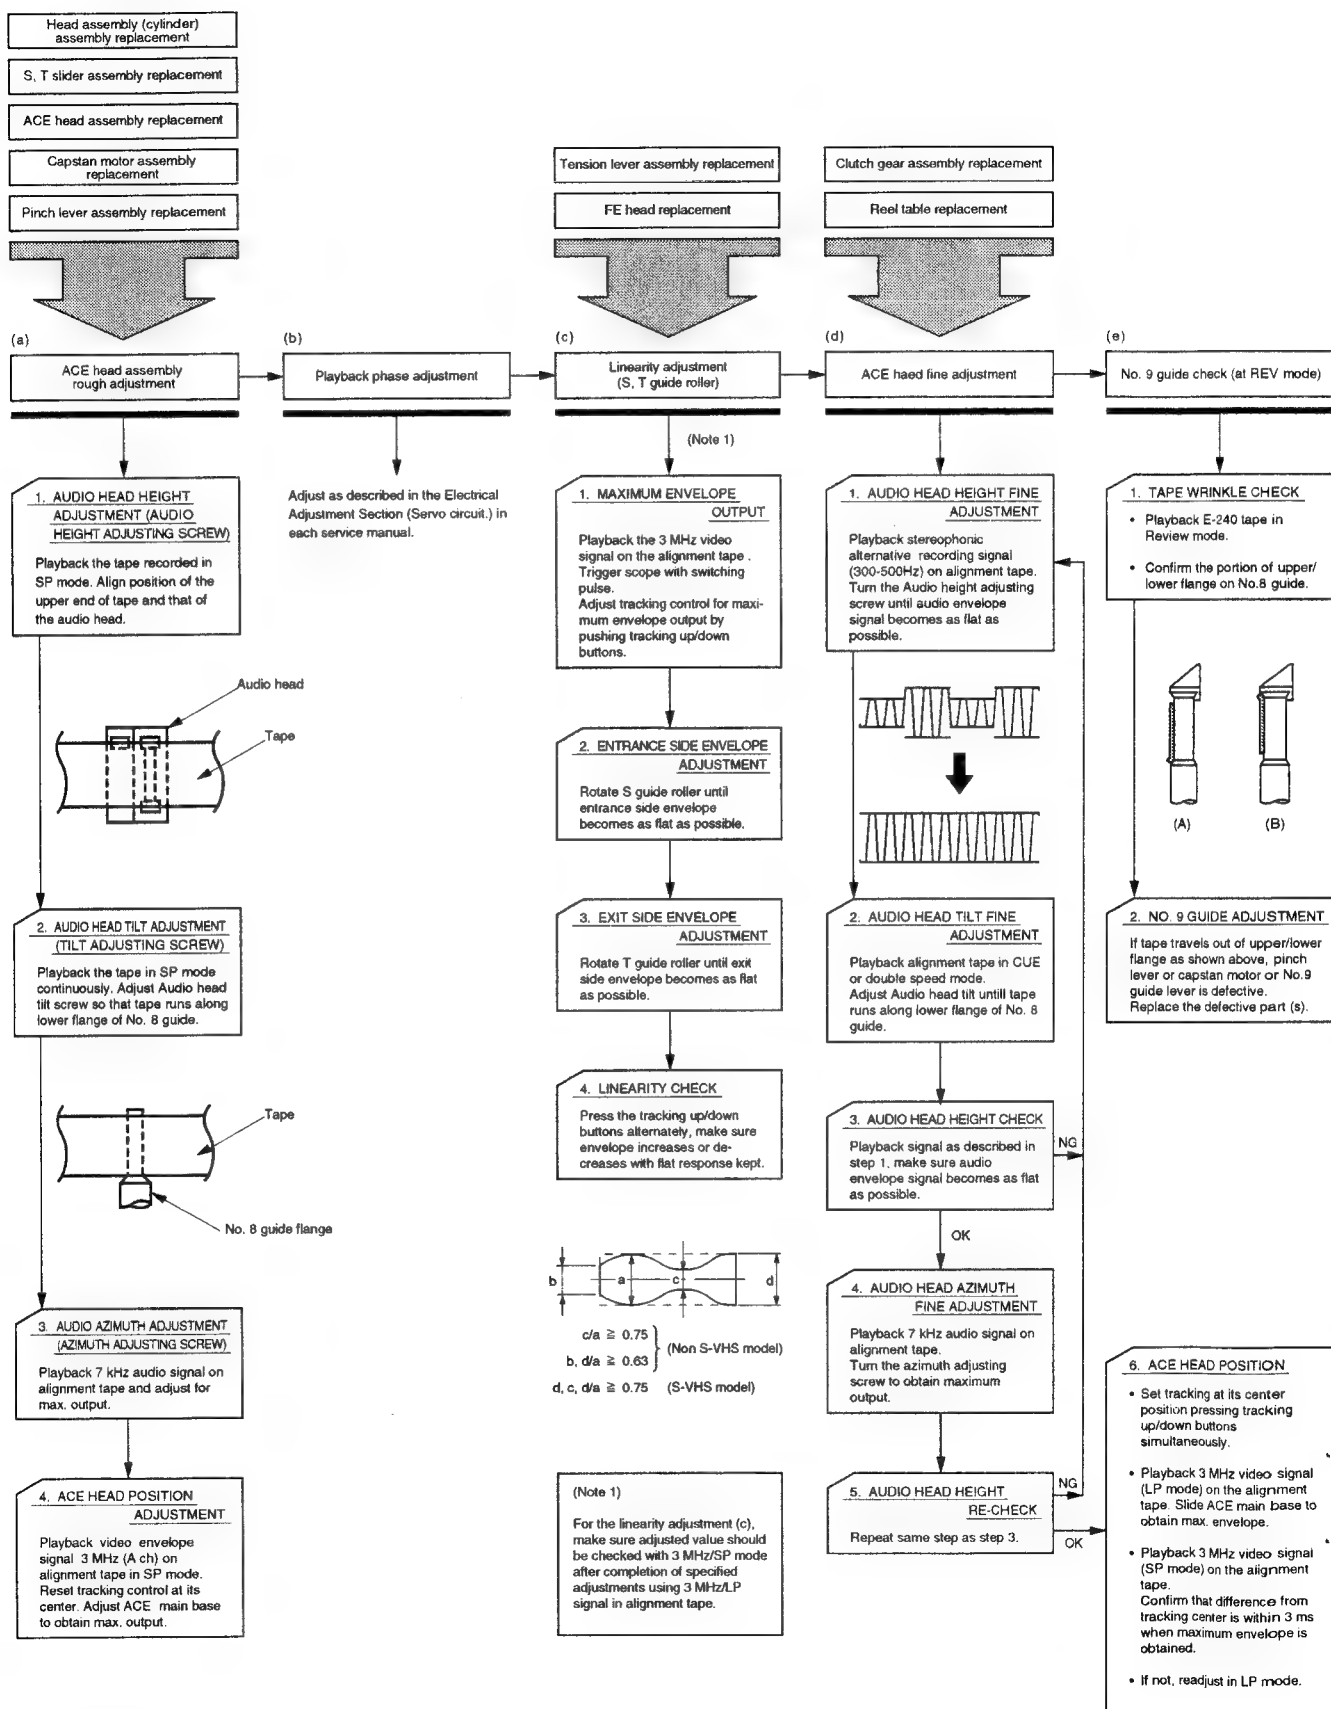 Head assembly (cylinder)
assembly replacement
S, T slider assembly replacement
ACE head assembly replacement
Capstan motor assembly
replacement
Pinch lever assembly replacement
Tension lever assembly replacement
FE head replacement
Clutch gear assembly replacement
Reel table replacement
(a)
ACE head assembly
rough adjustment
(b)
Playback phase adjustment
(c)
Linearity adjustment
(S, T guide roller)
(d)
ACE haed fine adjustment
(e)
No. 9 guide check (at REV mode)
1. AUDIO HEAD HEIGHT
ADJUSTMENT (AUDIO
HEIGHT ADJUSTING SCREW)
Playback the tape recorded in
SP mode. Align position of the
upper end of tape and that of
the audio head.
Audio head
Tape
2. AUDIO HEAD TILT ADJUSTMENT
(TILT ADJUSTING SCREW)
Playback the tape in SP mode
continuously. Adjust Audio head
tilt screw so that tape runs along
lower flange of No. 8 guide.
Tape
No. 8 guide flange
3. AUDIO AZIMUTH ADJUSTMENT
(AZIMUTH ADJUSTING SCREW)
Playback 7 kHz audio signal on
alignment tape and adjust for
max. output.
4. ACE HEAD POSITION
ADJUSTMENT
Playback video envelope
signal 3 MHz (A ch) on
alignment tape in SP mode.
Reset tracking control at its
center. Adjust ACE main base
to obtain max. output.
Adjust as described in the Electrical
Adjustment Section (Servo circuit.) in
each service manual.
(Note 1)
1. MAXIMUM ENVELOPE
OUTPUT
Playback the 3 MHz video
signal on the alignment tape .
Trigger scope with switching
pulse.
Adjust tracking control for maxi-
mum envelope output by
pushing tracking up/down
buttons.
2. ENTRANCE SIDE ENVELOPE
ADJUSTMENT
Rotate S guide roller until
entrance side envelope
becomes as flat as possible.
3. EXIT SIDE ENVELOPE
ADJUSTMENT
Rotate T guide roller until exit
side envelope becomes as flat
as possible.
4. LINEARITY CHECK
Press the tracking up/down
buttons alternately, make sure
envelope increases or de-
creases with flat response kept.
b a c d
c/a ≧ 0.75
b, d/a ≧ 0.63
(Non S-VHS model)
d, c, d/a ≧ 0.75 (S-VHS model)
(Note 1)
For the linearity adjustment (c),
make sure adjusted value should
be checked with 3 MHz/SP mode
after completion of specified
adjustments using 3 MHz/LP
signal in alignment tape.
1. AUDIO HEAD HEIGHT FINE
ADJUSTMENT
Playback stereophonic
alternative recording signal
(300-500Hz) on alignment tape.
Turn the Audio height adjusting
screw until audio envelope
signal becomes as flat as
possible.
2. AUDIO HEAD TILT FINE
ADJUSTMENT
Playback alignment tape in CUE
or double speed mode.
Adjust Audio head tilt untill tape
runs along lower flange of No. 8
guide.
3. AUDIO HEAD HEIGHT CHECK
Playback signal as described in
step 1, make sure audio
envelope signal becomes as flat
as possible.
NG
OK
4. AUDIO HEAD AZIMUTH
FINE ADJUSTMENT
Playback 7 kHz audio signal on
alignment tape.
Turn the azimuth adjusting
screw to obtain maximum
output.
5. AUDIO HEAD HEIGHT
RE-CHECK
Repeat same step as step 3.
NG
OK
1. TAPE WRINKLE CHECK
• Playback E-240 tape in
Review mode.
• Confirm the portion of upper/
lower flange on No.8 guide.
(A) (B)
2. NO. 9 GUIDE ADJUSTMENT
If tape travels out of upper/lower
flange as shown above, pinch
lever or capstan motor or No.9
guide lever is defective.
Replace the defective part (s).
6. ACE HEAD POSITION
• Set tracking at its center
position pressing tracking
up/down buttons
simultaneously.
• Playback 3 MHz video signal
(LP mode) on the alignment
tape. Slide ACE main base to
obtain max. envelope.
• Playback 3 MHz video signal
(SP mode) on the alignment
tape.
Confirm that difference from
tracking center is within 3 ms
when maximum envelope is
obtained.
• If not, readjust in LP mode.